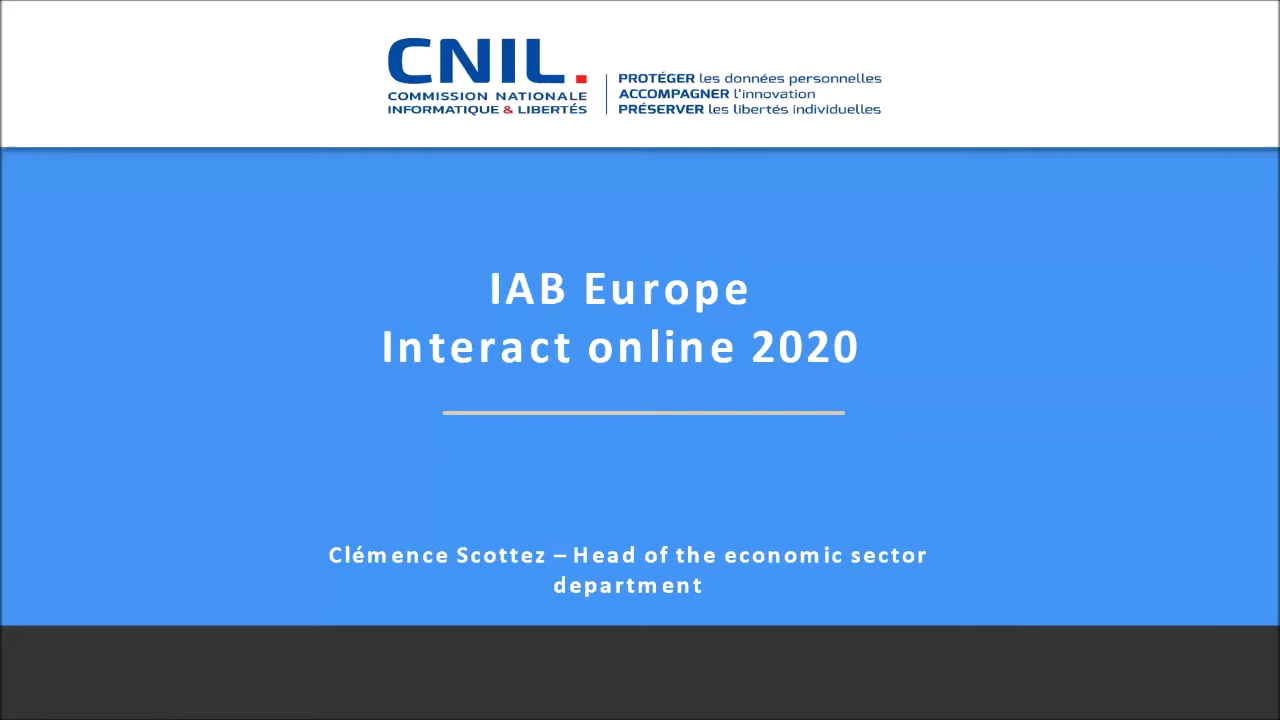 CNIL.
COMMISSION NATIONALE
INFORMATIQUE & LIBERTÉS
PROTÉGER les données personnelles
ACCOMPAGNER l'innovation
PRÉSERVER les libertés individuelles
IAB Europe
Interact online 2020
Clémence Scottez – Head of the economic sector
department